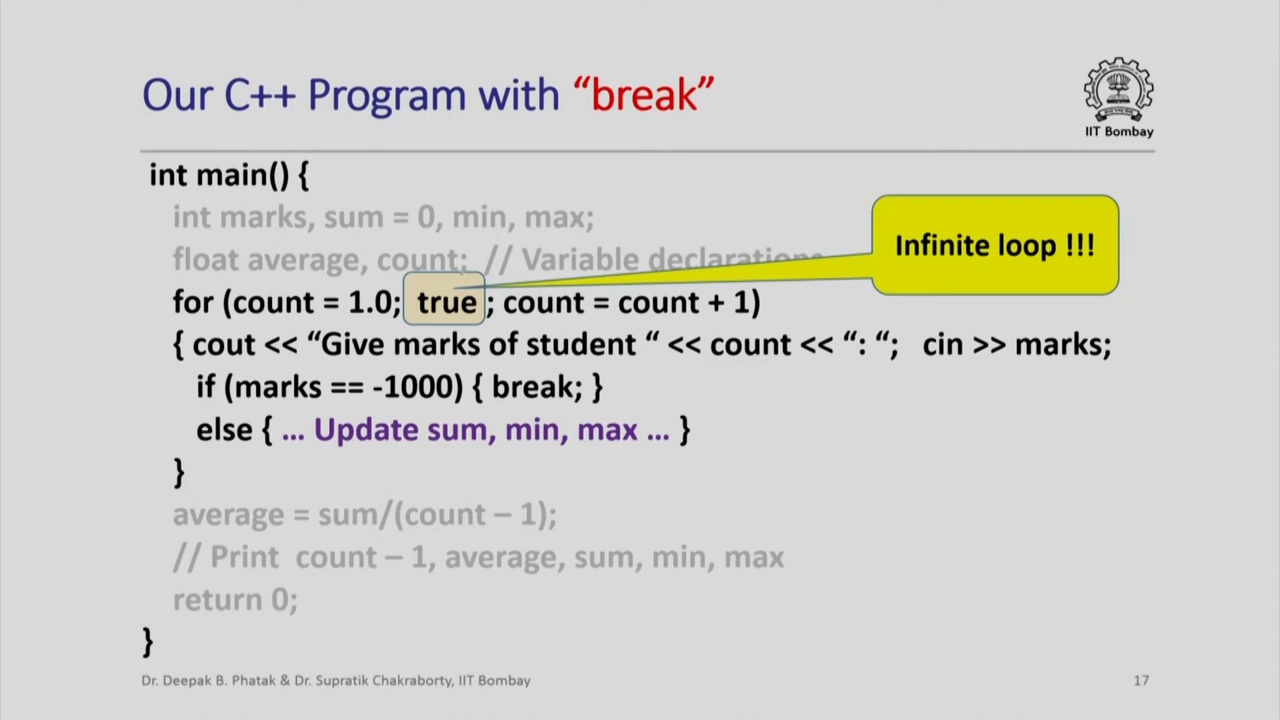 Our C++ Program with “break”
IIT Bombay
int main() {
int marks, sum = 0, min, max;
float average, count; // Variable declarations
Infinite loop !!!
for (count = 1.0; true ; count = count + 1)
{ cout << “Give marks of student “ << count << “: “; cin >> marks;
if (marks == -1000) { break; }
else { ... Update sum, min, max ... }
}
average = sum/(count – 1);
// Print count – 1, average, sum, min, max
return 0;
}
Dr. Deepak B. Phatak & Dr. Supratik Chakraborty, IIT Bombay
17